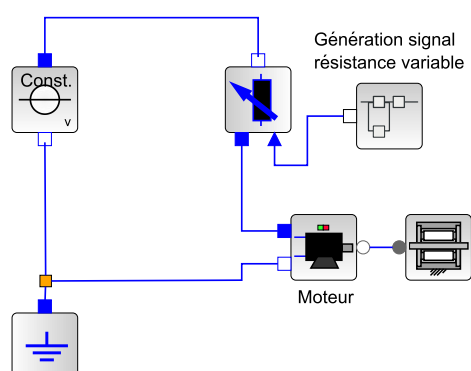 Génération signal
résistance variable
Const.
v
Moteur